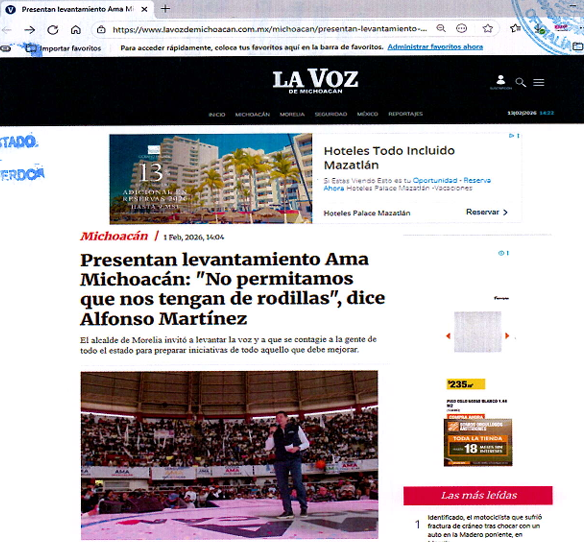 Presentan levantamiento Ama Mi
https://www.lavozdemichoacan.com.mx/michoacan/presentan-levantamiento-...
Importar favoritos
Para acceder rápidamente, coloca tus favoritos aquí en la barra de favoritos. Administrar favoritos ahora
LA VOZ
DE MICHOACÁN
INICIO MICHOACÁN MORELIA SEGURIDAD MÉXICO REPORTAJES
13/02/2026 14:22
STADO.
ERDOS
13
ADICIONAL EN
RESERVAS 2026
Hoteles Todo Incluido
Mazatlán
Si Estas Viendo Esto es tu Oportunidad - Reserva
Ahora Hoteles Palace Mazatlán -Vacaciones
Hoteles Palace Mazatlán
Reservar >
Michoacán | 1 Feb, 2026, 14:04
Presentan levantamiento Ama
Michoacán: "No permitamos
que nos tengan de rodillas", dice
Alfonso Martínez
El alcalde de Morelia invitó a levantar la voz y a que se contagie a la gente de
todo el estado para preparar iniciativas de todo aquello que debe mejorar.
AMA
AMA
$235
TODA LA TIENDA
18 MESES SIN
INTERESES
Las más leídas
1 Identificado, el motociclista que sufrió
fractura de cráneo tras chocar con un
auto en la Madero poniente, en